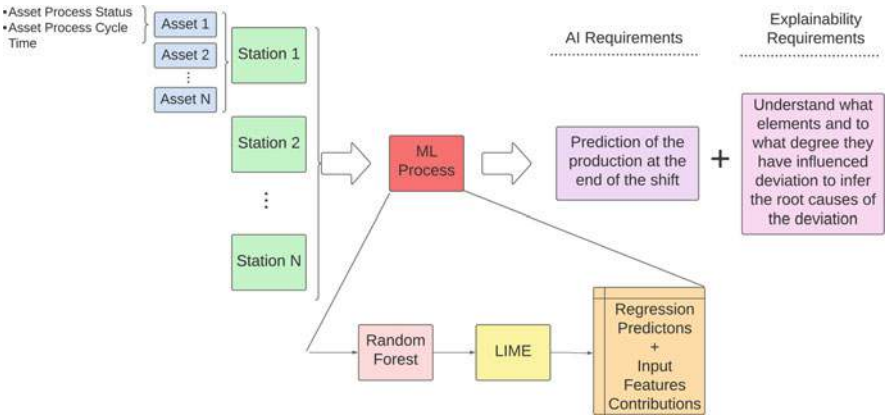 •Asset Process Status
•Asset Process Cycle
Time
Asset 1
Asset 2
⋮
Asset N
Station 1
Station 2
⋮
Station N
ML
Process
AI Requirements
Prediction of the
production at the
end of the shift
+
Explainability
Requirements
Understand what
elements and to
what degree they
have influenced
deviation to infer
the root causes of
the deviation
Random
Forest
LIME
Regression
Predictons
+
Input
Features
Contributions